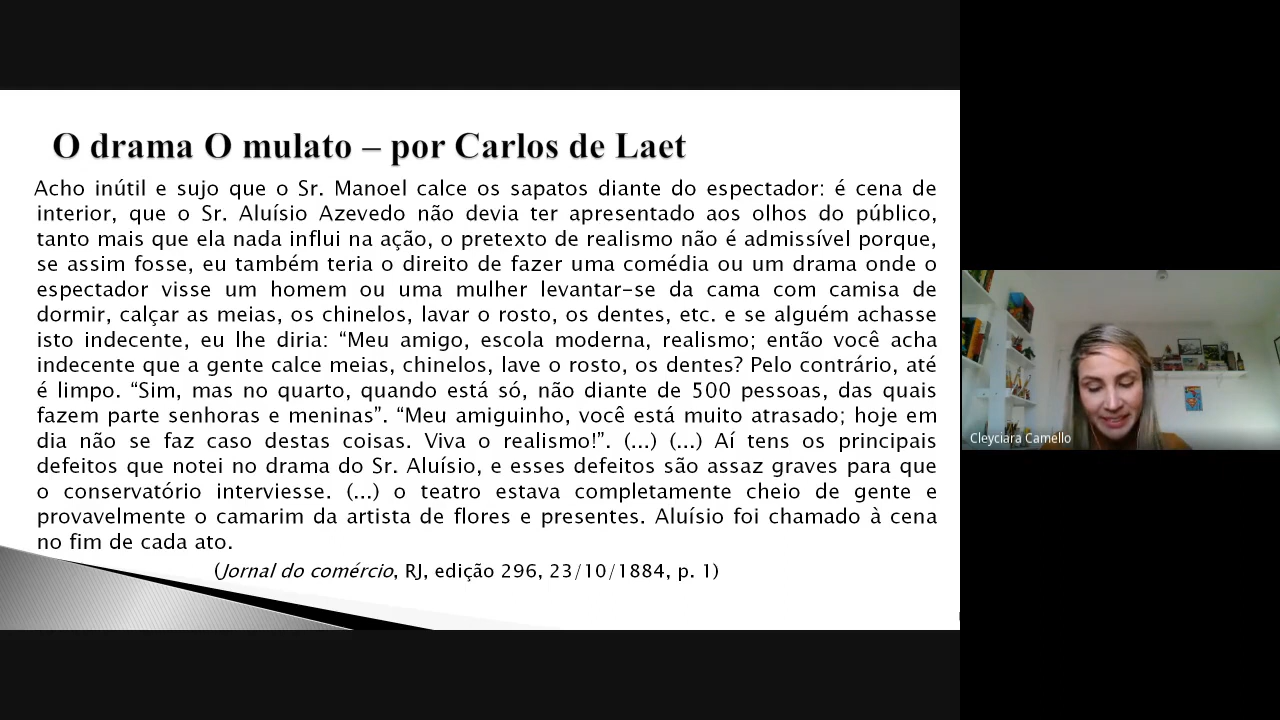 O drama O mulato – por Carlos de Laet
Acho inútil e sujo que o Sr. Manoel calce os sapatos diante do espectador: é cena de
interior, que o Sr. Aluísio Azevedo não devia ter apresentado aos olhos do público,
tanto mais que ela nada influi na ação, o pretexto de realismo não é admissível porque,
se assim fosse, eu também teria o direito de fazer uma comédia ou um drama onde o
espectador visse um homem ou uma mulher levantar-se da cama com camisa de
dormir, calçar as meias, os chinelos, lavar o rosto, os dentes, etc. e se alguém achasse
isto indecente, eu lhe diria: “Meu amigo, escola moderna, realismo; então você acha
indecente que a gente calce meias, chinelos, lave o rosto, os dentes? Pelo contrário, até
é limpo. “Sim, mas no quarto, quando está só, não diante de 500 pessoas, das quais
fazem parte senhoras e meninas”. “Meu amiguinho, você está muito atrasado; hoje em
dia não se faz caso destas coisas. Viva o realismo!”. (...) (...) Aí tens os principais
defeitos que notei no drama do Sr. Aluísio, e esses defeitos são assaz graves para que
o conservatório interviesse. (...) o teatro estava completamente cheio de gente e
provavelmente o camarim da artista de flores e presentes. Aluísio foi chamado à cena
no fim de cada ato.
(Jornal do comércio, RJ, edição 296, 23/10/1884, p. 1)
Cleyciara Camello